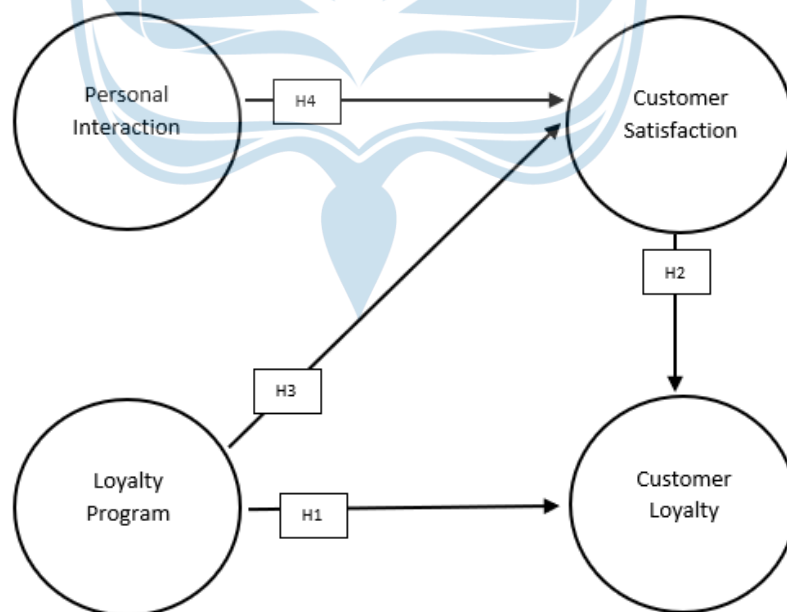 Personal
Interaction
H4
Customer
Satisfaction
H2
H3
Loyalty
Program
H1
Customer
Loyalty